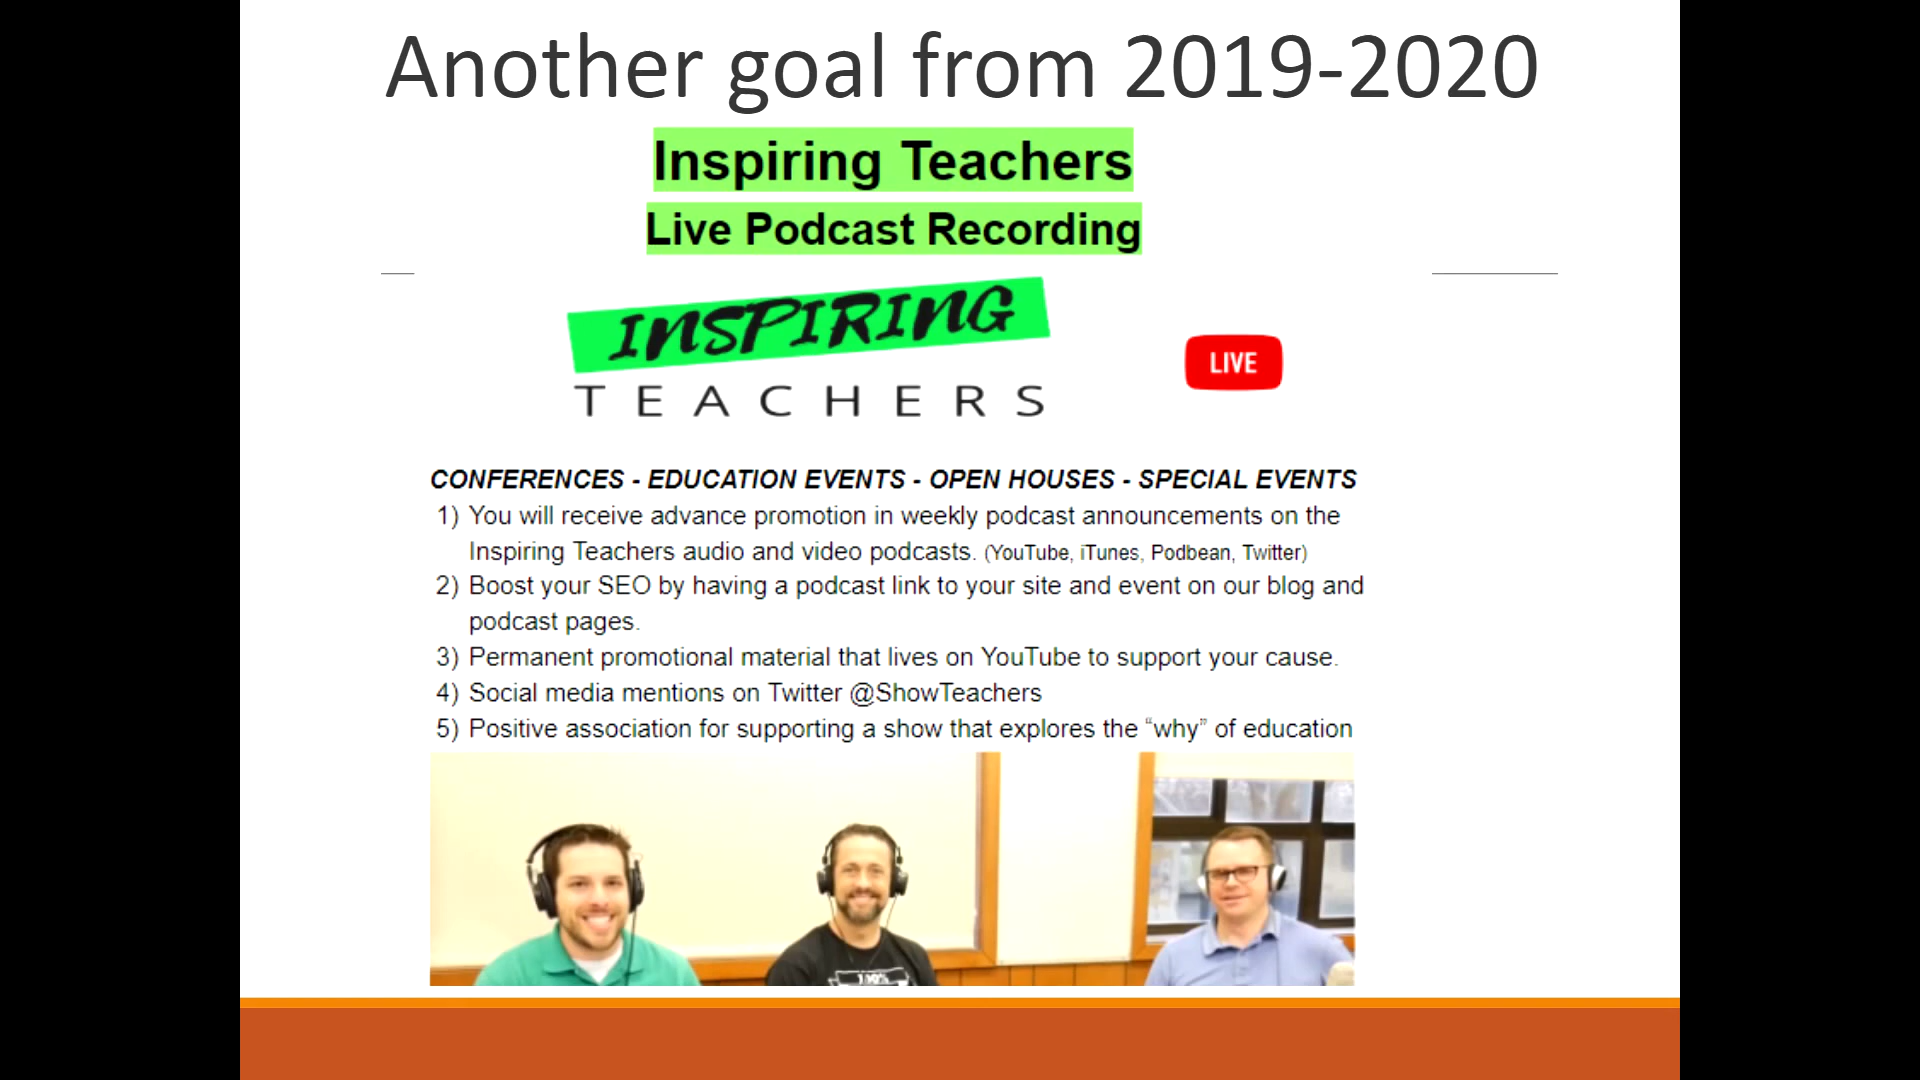 Another goal from 2019-2020
Inspiring Teachers
Live Podcast Recording
INSPIRING
TEACHERS
LIVE
CONFERENCES - EDUCATION EVENTS - OPEN HOUSES - SPECIAL EVENTS
1) You will receive advance promotion in weekly podcast announcements on the
Inspiring Teachers audio and video podcasts. (YouTube, iTunes, Podbean, Twitter)
2) Boost your SEO by having a podcast link to your site and event on our blog and
podcast pages.
3) Permanent promotional material that lives on YouTube to support your cause.
4) Social media mentions on Twitter @ShowTeachers
5) Positive association for supporting a show that explores the “why” of education
100%